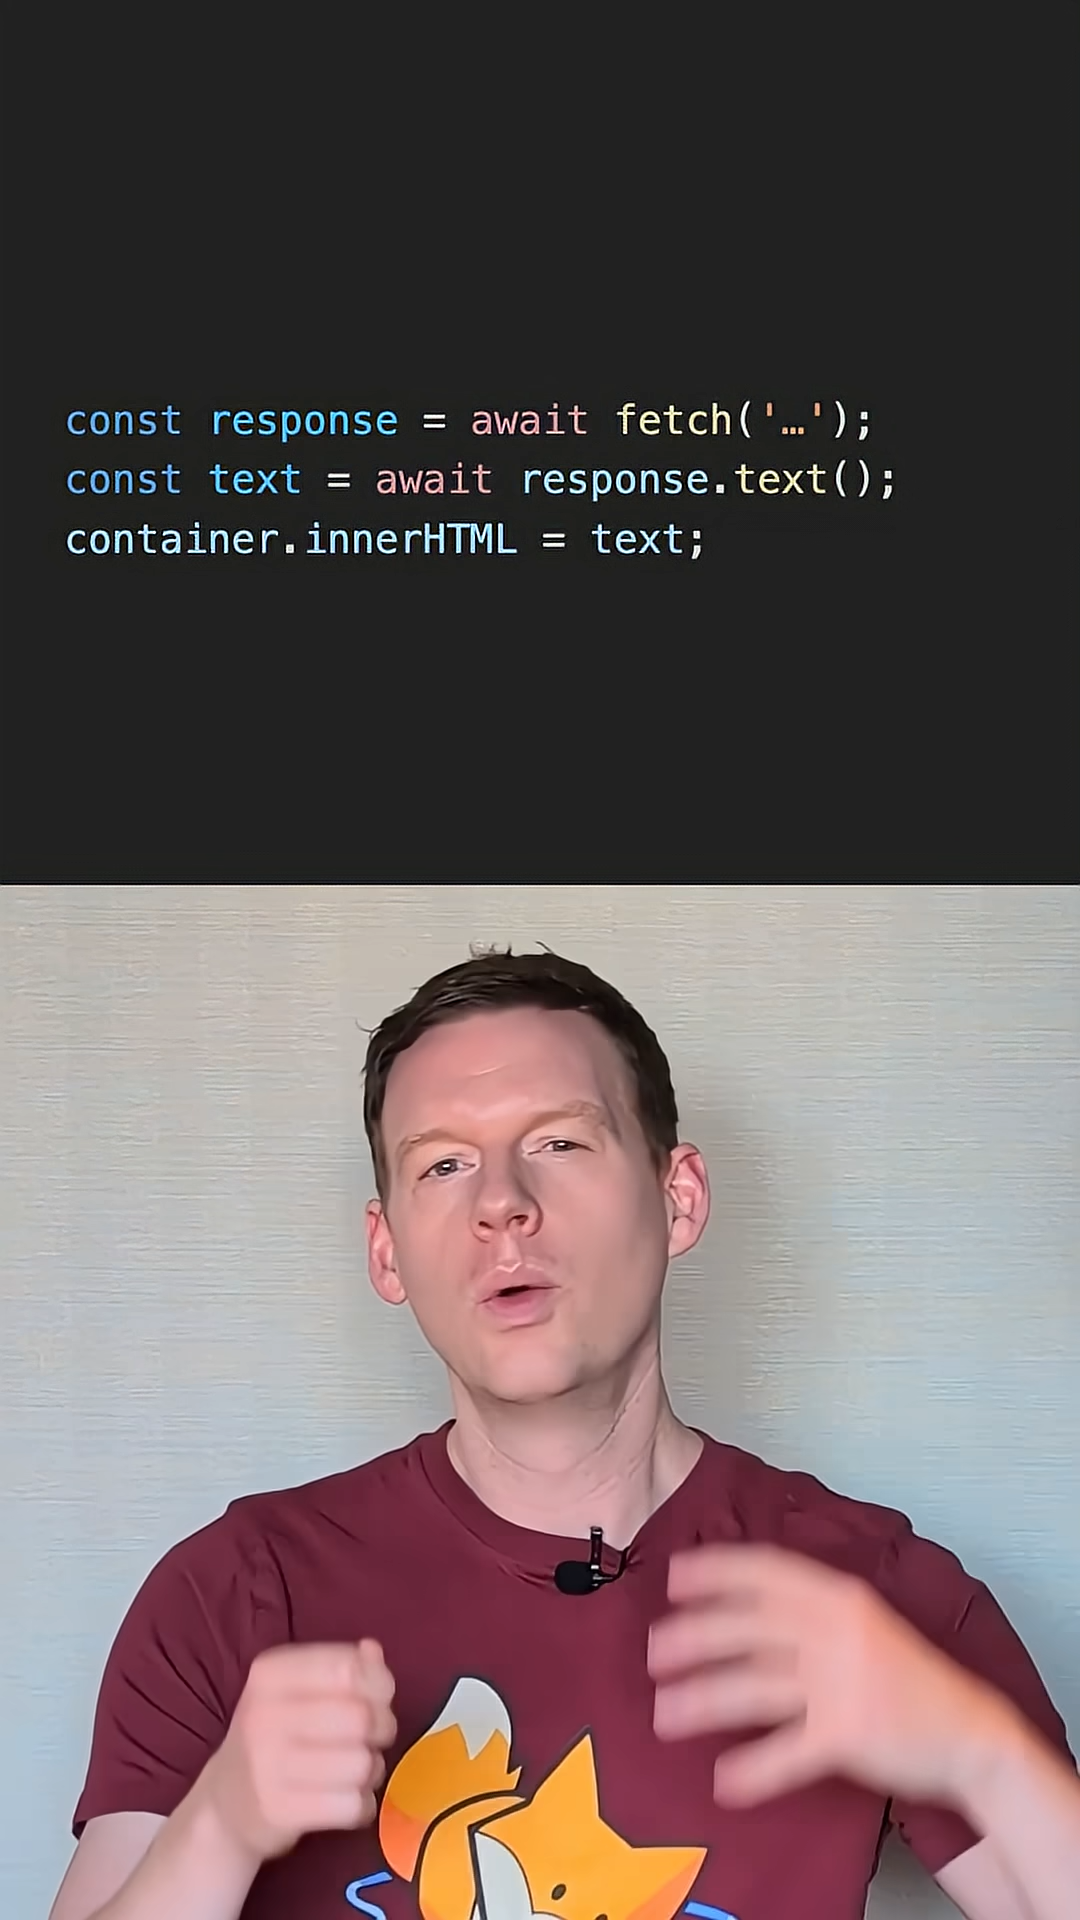 const response = await fetch('…');
const text = await response.text();
container.innerHTML = text;